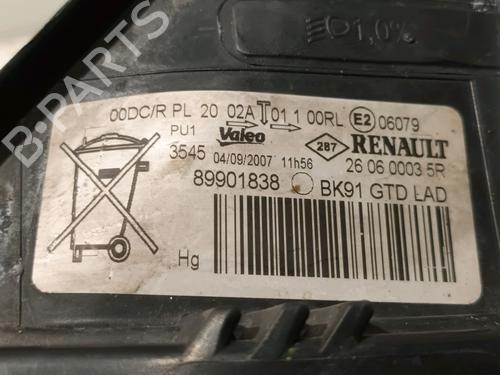 1,0%
00DC/R PL 20 02A T 01 1 00RL E2 06079
PU1 Valeo 287 RENAULT
3545 04/09/2007 11h56 26 06 0003 5R
89901838 BK91 GTD LAD
Hg
B-PARTS